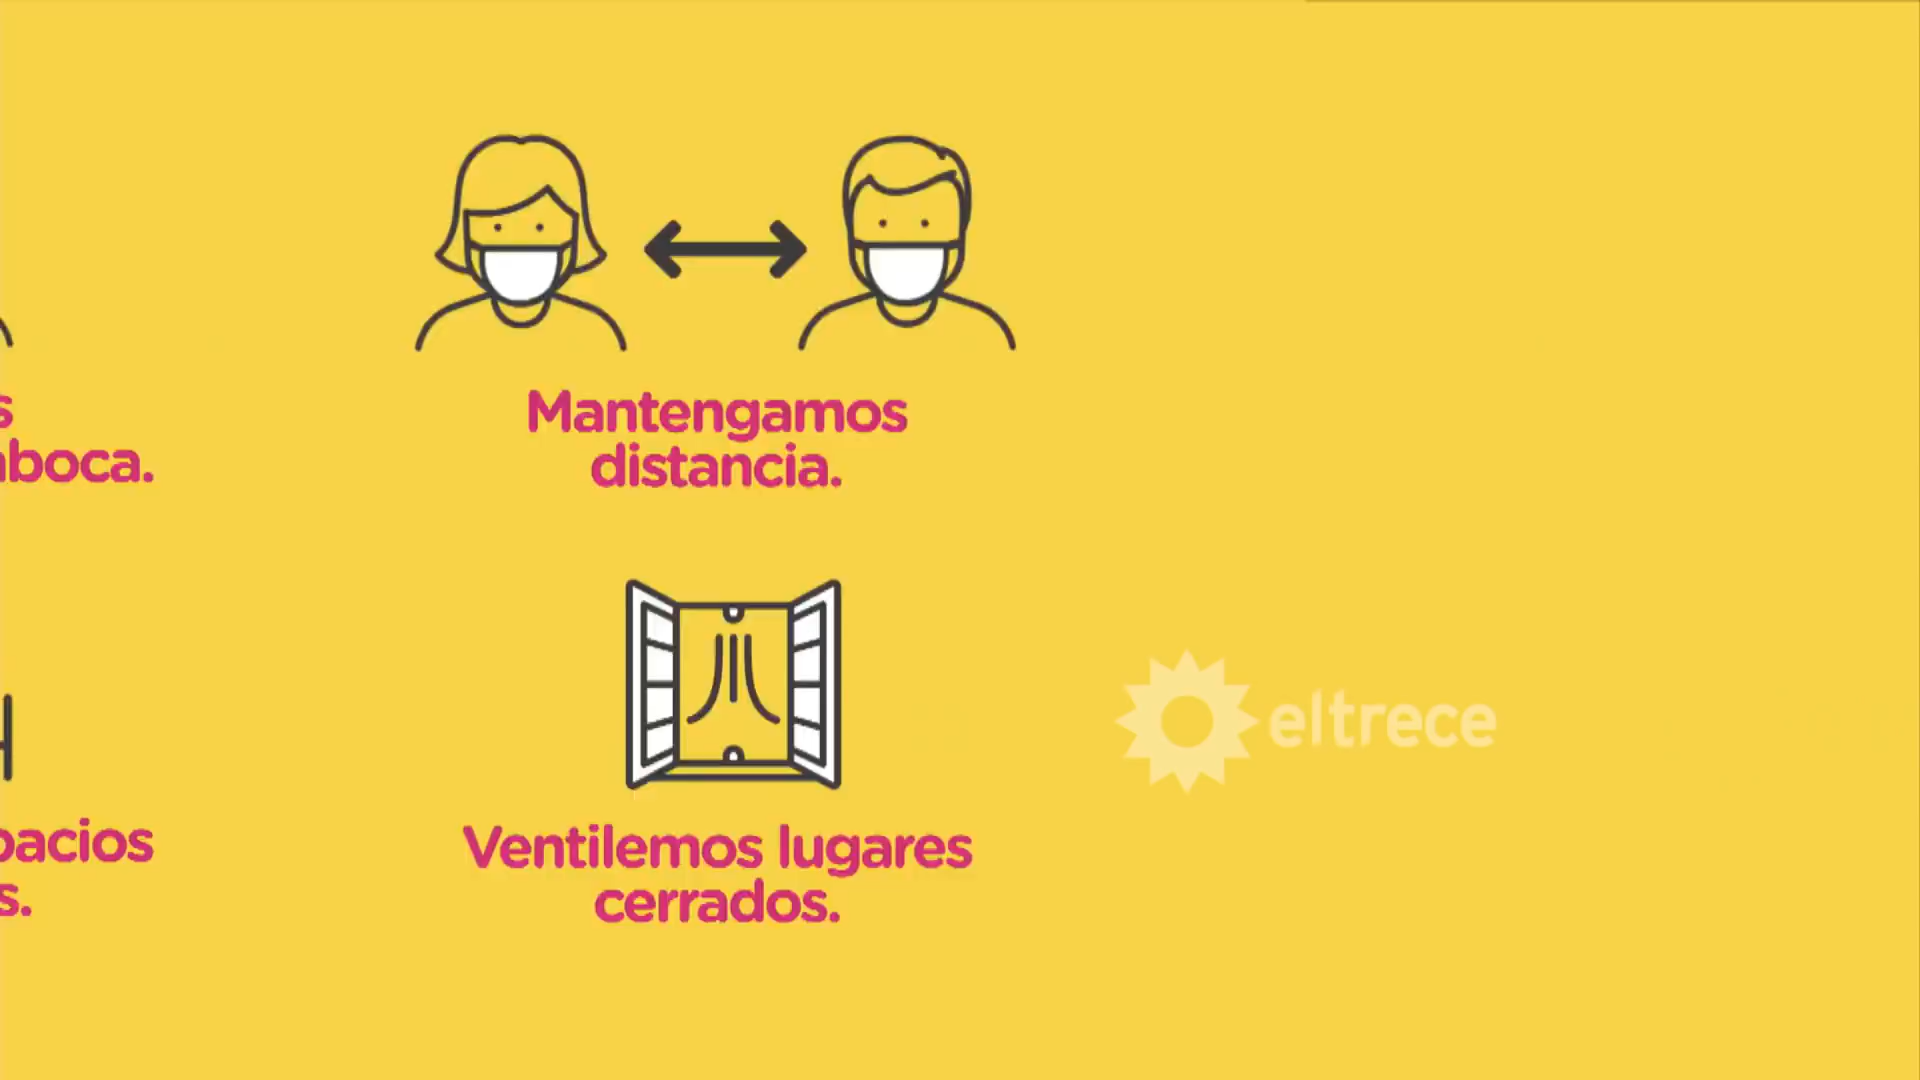 Mantengamos
distancia.
Ventilemos lugares
cerrados.
eltrece